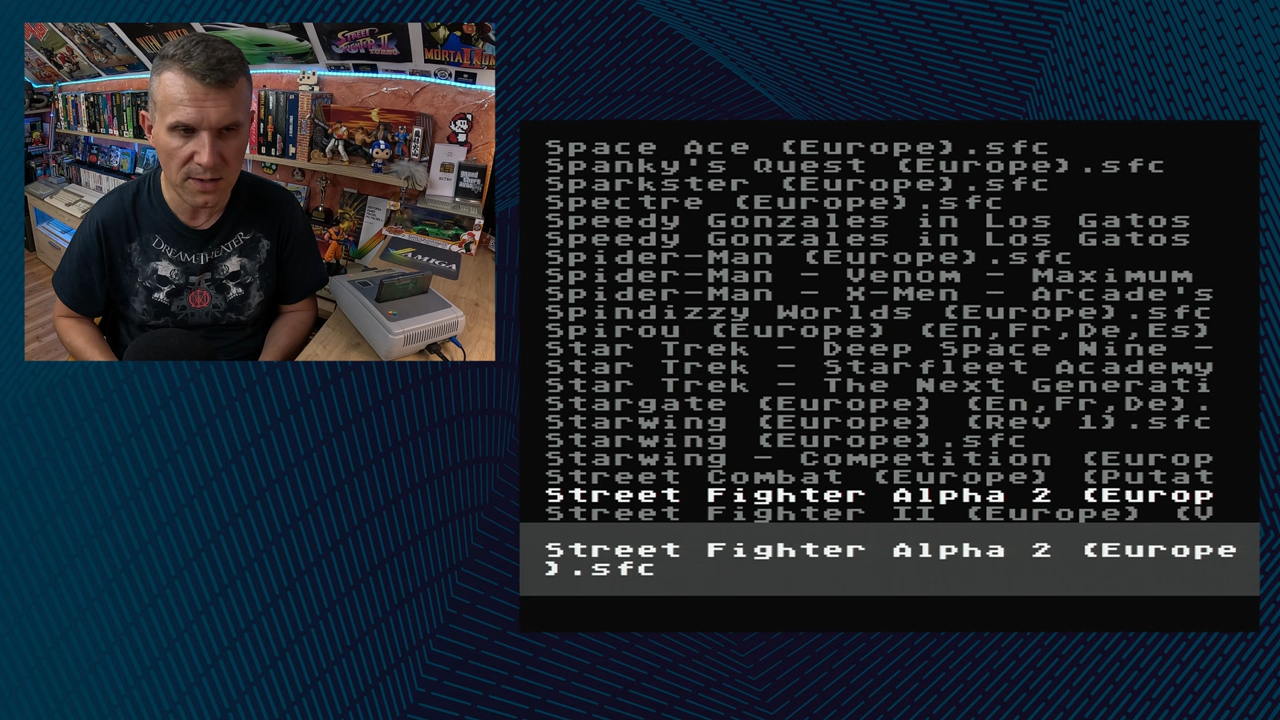 STREET
FIGHTER II
TURBO
MORTAL KOM
DREAM THEATER
AMIGA
Space Ace (Europe).sfc
Spanky's Quest (Europe).sfc
Sparkster (Europe).sfc
Spectre (Europe).sfc
Speedy Gonzales in Los Gatos
Speedy Gonzales in Los Gatos
Spider-Man (Europe).sfc
Spider-Man - Venom - Maximum
Spider-Man - X-Men - Arcade's
Spindizzy Worlds (Europe).sfc
Spirou (Europe) (En,Fr,De,Es)
Star Trek - Deep Space Nine -
Star Trek - Starfleet Academy
Star Trek - The Next Generati
Stargate (Europe) (En,Fr,De).
Starwing (Europe) (Rev 1).sfc
Starwing (Europe).sfc
Starwing - Competition (Europ
Street Combat (Europe) (Putat
Street Fighter Alpha 2 (Europ
Street Fighter II (Europe) (V
Street Fighter Alpha 2 (Europe
).sfc